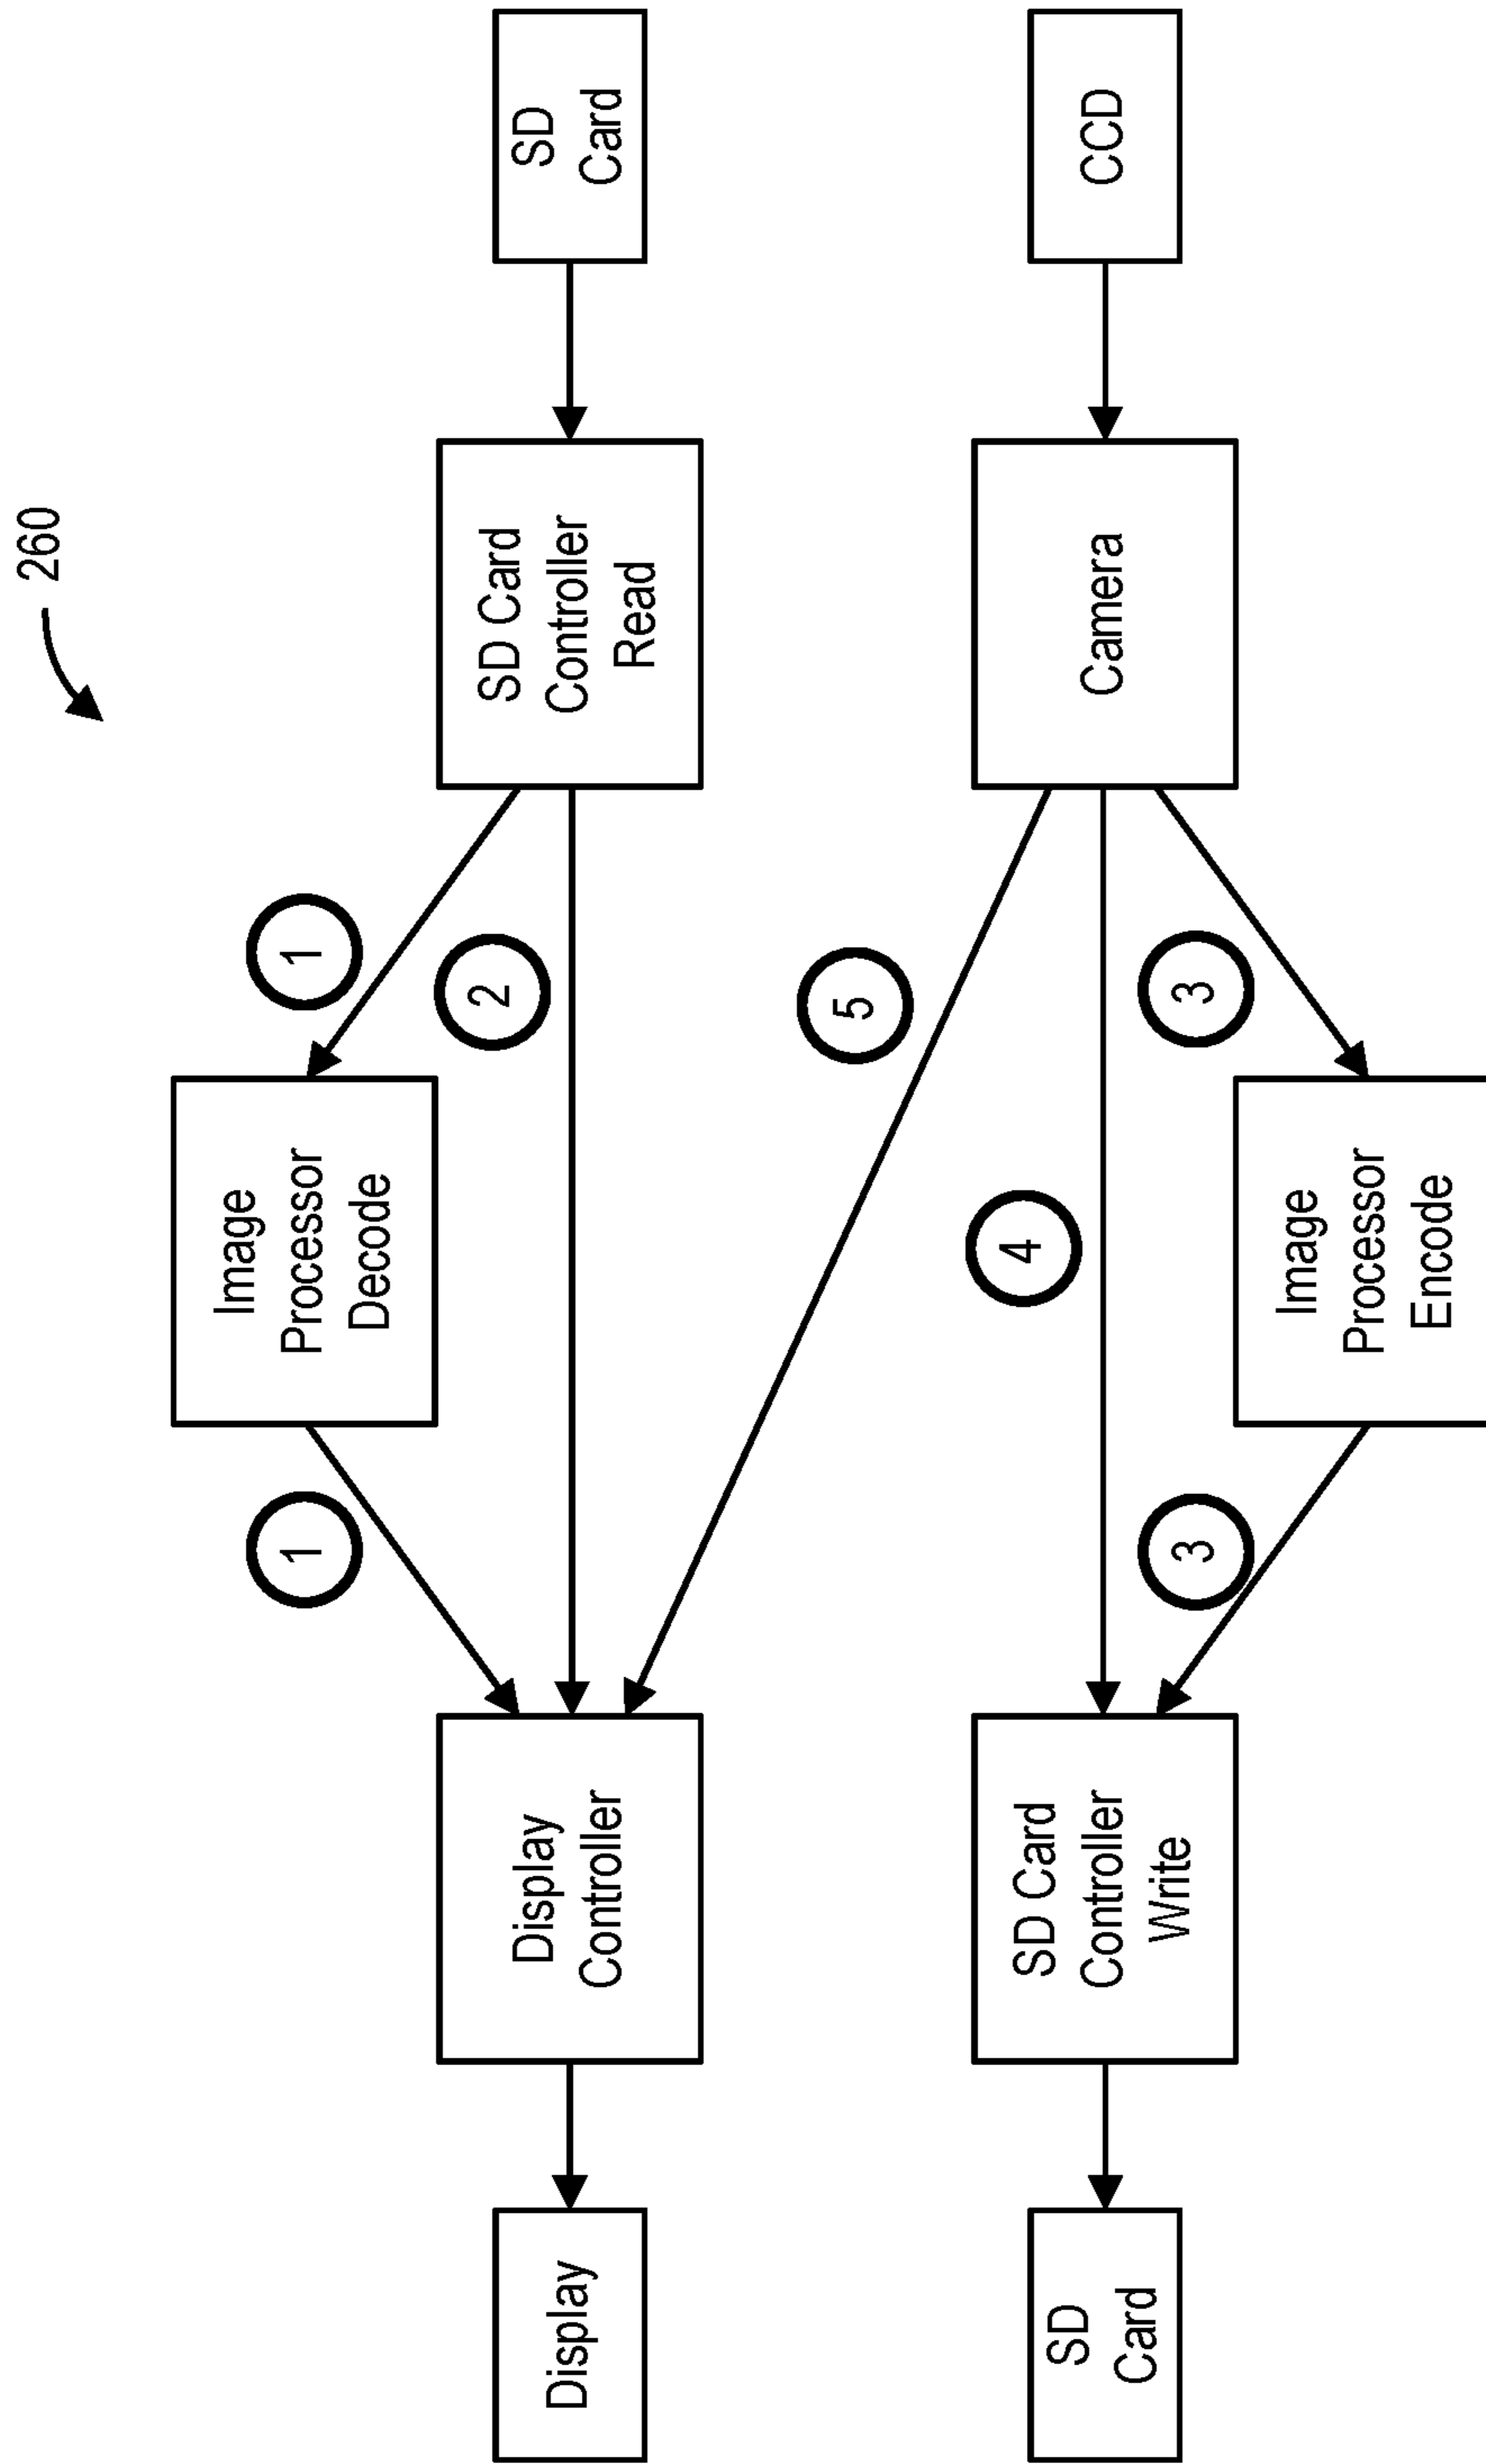 260
Display
Display
Controller
Image
Processor
Decode
SD Card
Controller
Read
SD
Card
1
1
2
5
4
3
3
SD
Card
SD Card
Controller
Write
Image
Processor
Encode
Camera
CCD